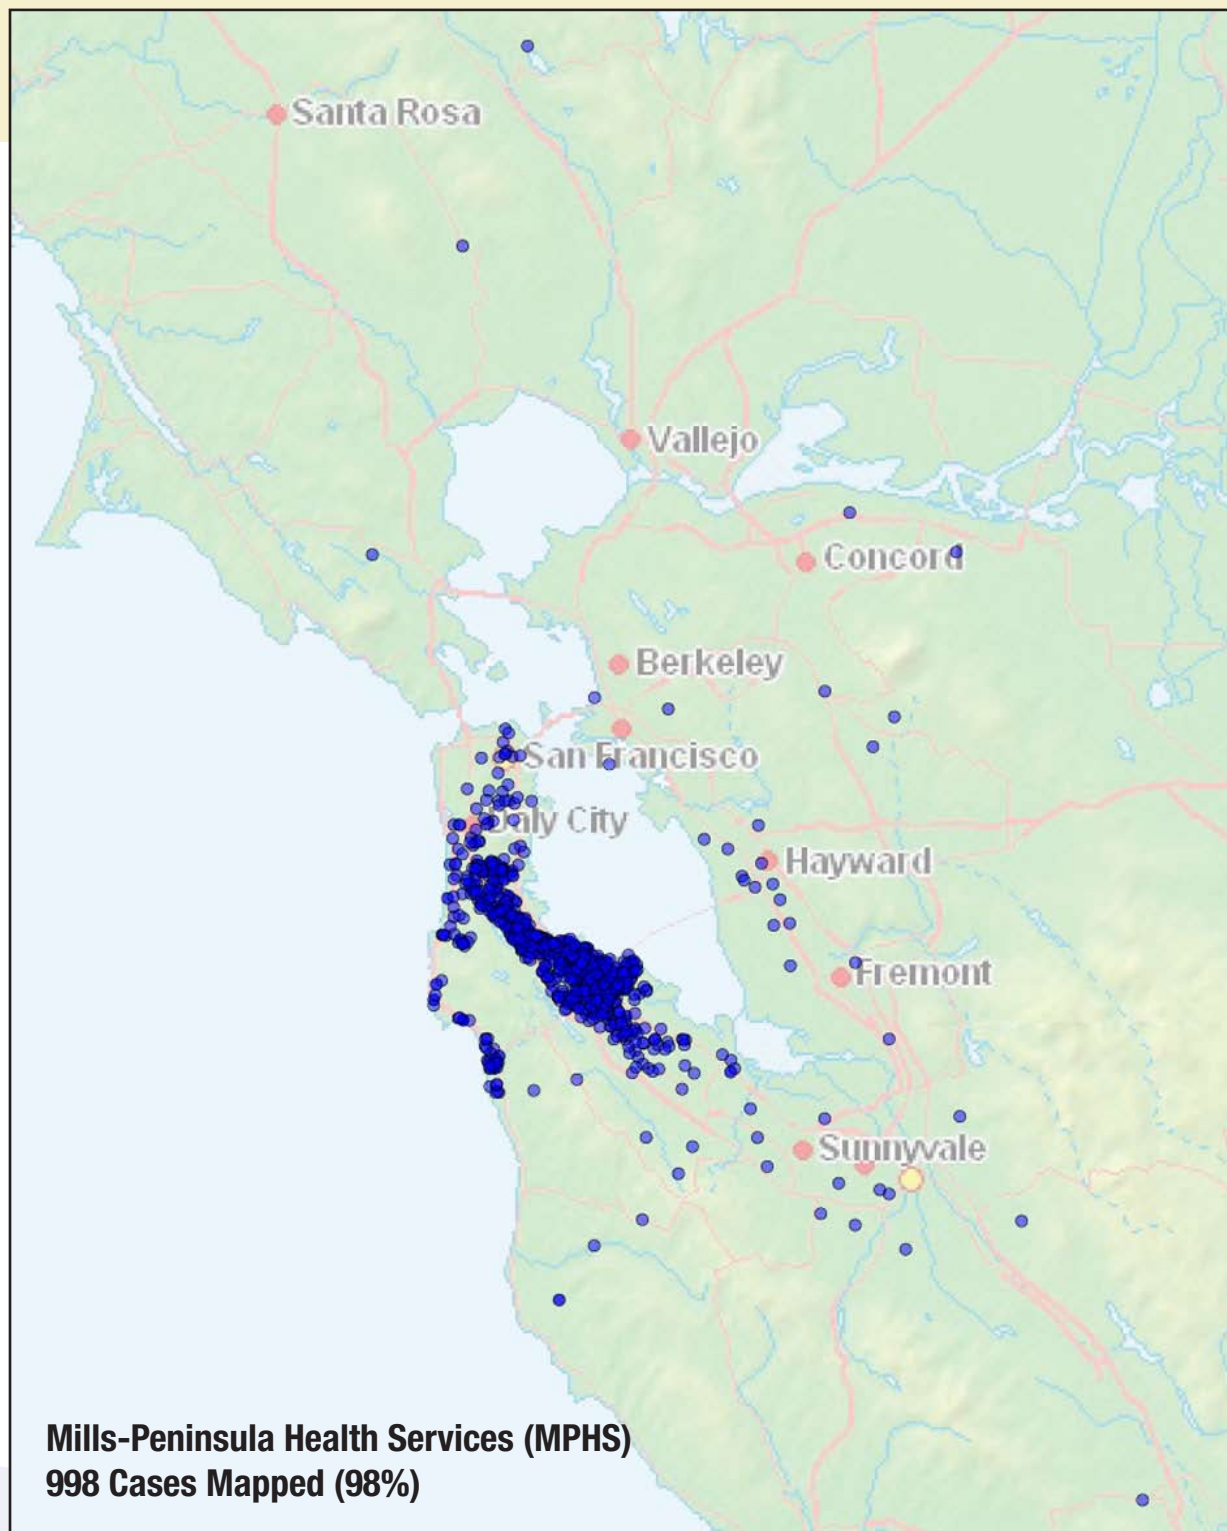 Santa Rosa
Vallejo
Concord
Berkeley
San Francisco
Daly City
Hayward
Fremont
Sunnyvale
Mills-Peninsula Health Services (MPHS)
998 Cases Mapped (98%)